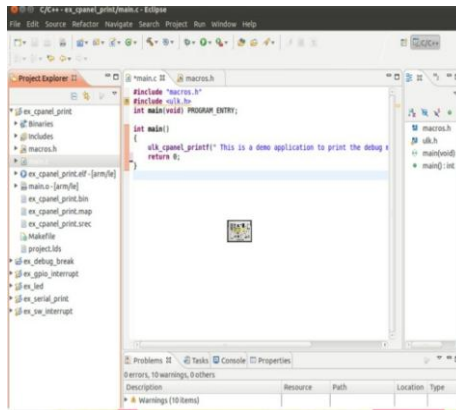 C/C++ - ex_cpanel_print/main.c - Eclipse
File Edit Source Refactor Navigate Search Project Run Window Help
C/C++
Project Explorer
*main.c
macros.h
#include "macros.h"
#include <ulk.h>
int main(void) PROGRAM_ENTRY;
int main()
{
ulk_cpanel_printf(" This is a demo application to print the debug
return 0;
}
ex_cpanel_print
Binaries
Includes
macros.h
ex_cpanel_print.elf - [arm/le]
main.o - [arm/le]
ex_cpanel_print.bin
ex_cpanel_print.map
ex_cpanel_print.srec
Makefile
project.lds
ex_debug_break
ex_gpio_interrupt
ex_led
ex_serial_print
ex_sw_interrupt
macros.h
ulk.h
main(void)
main() : int
Problems
Tasks
Console
Properties
0 errors, 10 warnings, 0 others
Description Resource Path Location Type
Warnings (10 items)